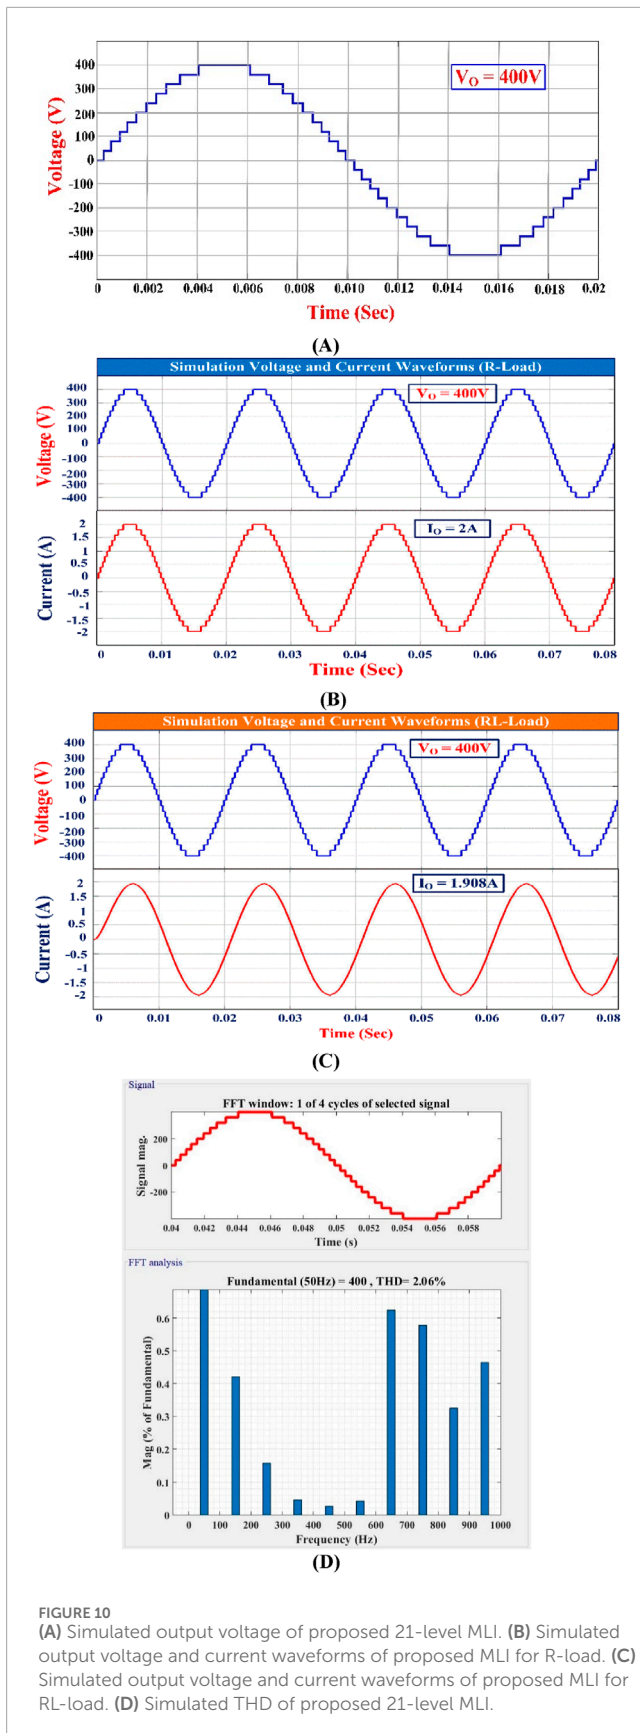 400
300
200
100
0
-100
-200
-300
-400
Voltage (V)
V_O = 400V
0 0.002 0.004 0.006 0.008 0.010 0.012 0.014 0.016 0.018 0.02
Time (Sec)
(A)
Simulation Voltage and Current Waveforms (R-Load)
400
300
200
100
0
-100
-200
-300
-400
Voltage (V)
V_O = 400V
2
1.5
1
0.5
0
-0.5
-1
-1.5
-2
Current (A)
I_O = 2A
0 0.01 0.02 0.03 0.04 0.05 0.06 0.07 0.08
Time (Sec)
(B)
Simulation Voltage and Current Waveforms (RL-Load)
400
300
200
100
0
-100
-200
-300
-400
Voltage (V)
V_O = 400V
2
1.5
1
0.5
0
-0.5
-1
-1.5
-2
Current (A)
I_O = 1.908A
0 0.01 0.02 0.03 0.04 0.05 0.06 0.07 0.08
Time (Sec)
(C)
Signal
FFT window: 1 of 4 cycles of selected signal
200
0
-200
Signal mag.
0.04 0.042 0.044 0.046 0.048 0.05 0.052 0.054 0.056 0.058
Time (s)
FFT analysis
Fundamental (50Hz) = 400 , THD= 2.06%
0.6
0.5
0.4
0.3
0.2
0.1
0
Mag (% of Fundamental)
0 100 200 300 400 500 600 700 800 900 1000
Frequency (Hz)
(D)
FIGURE 10
(A) Simulated output voltage of proposed 21-level MLI. (B) Simulated
output voltage and current waveforms of proposed MLI for R-load. (C)
Simulated output voltage and current waveforms of proposed MLI for
RL-load. (D) Simulated THD of proposed 21-level MLI.